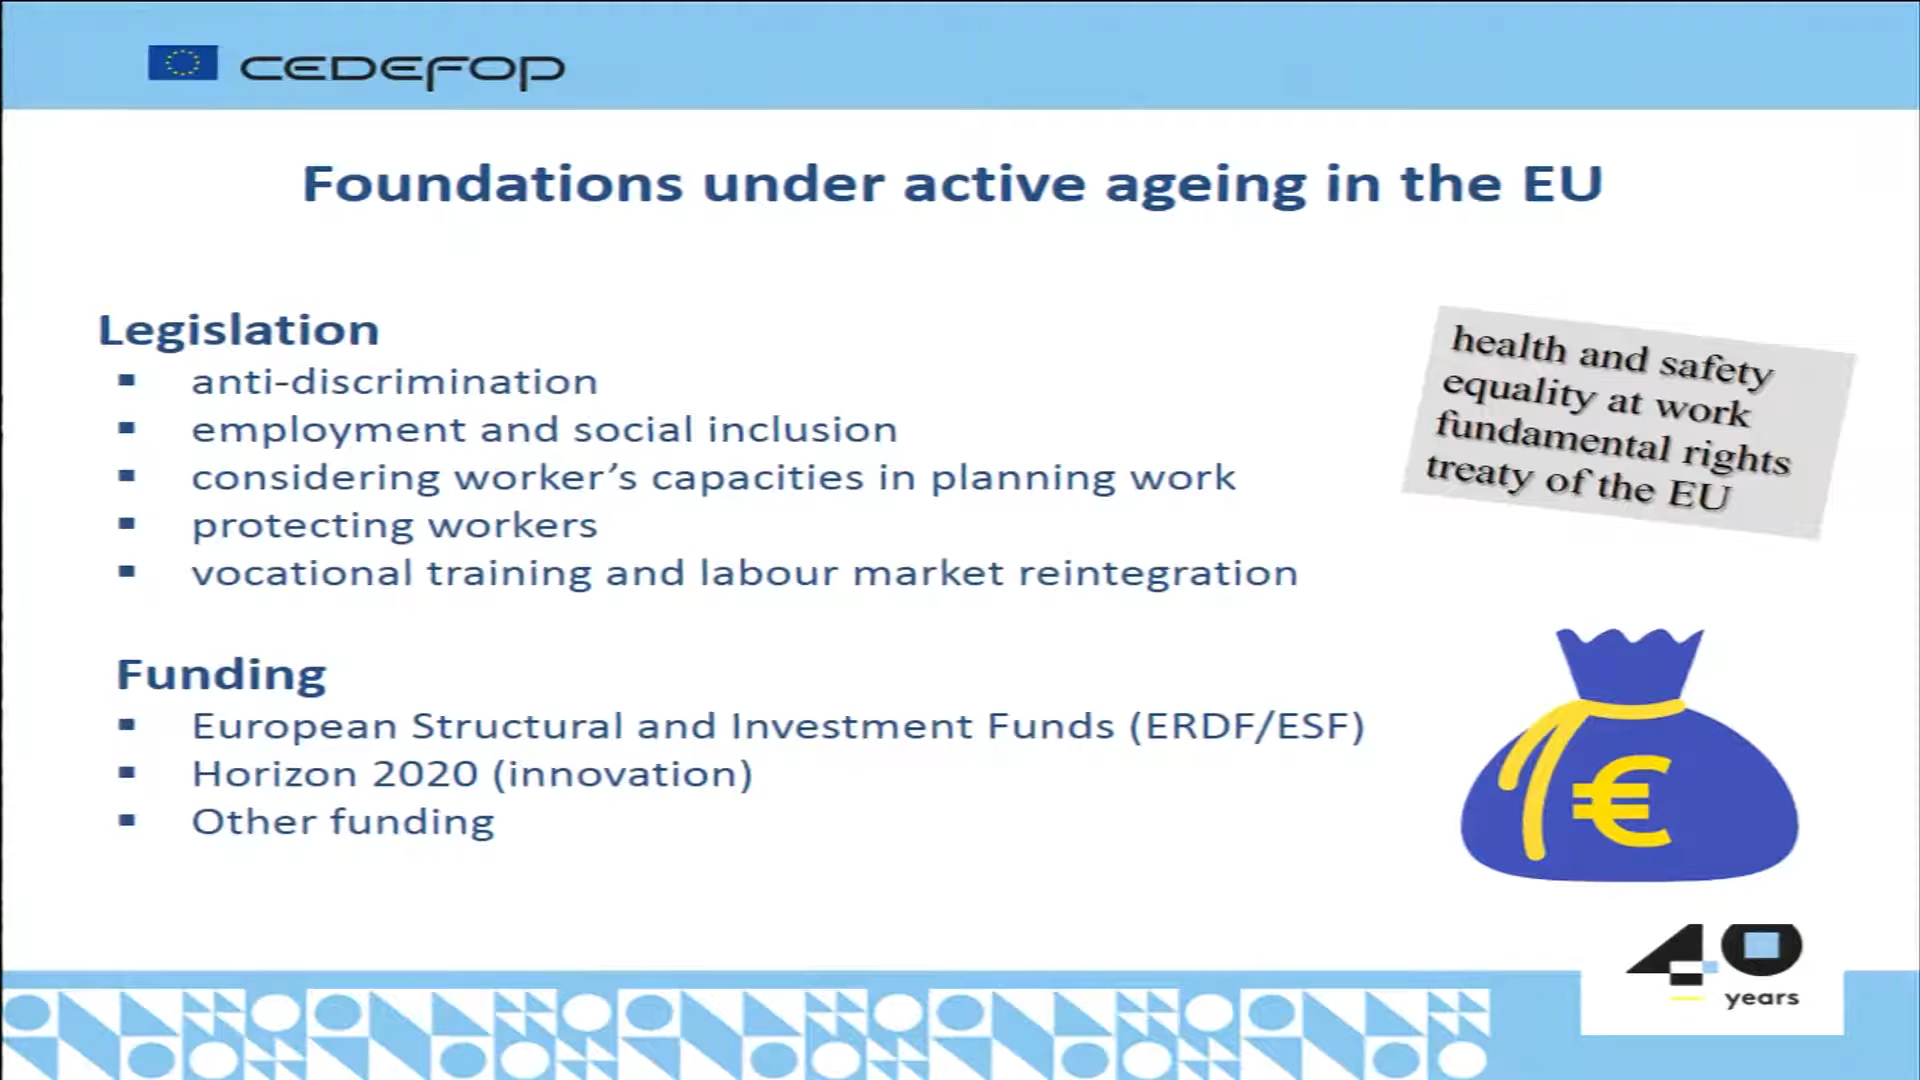 CEDEFOP
Foundations under active ageing in the EU
Legislation
▪ anti-discrimination
▪ employment and social inclusion
▪ considering worker’s capacities in planning work
▪ protecting workers
▪ vocational training and labour market reintegration
health and safety
equality at work
fundamental rights
treaty of the EU
Funding
▪ European Structural and Investment Funds (ERDF/ESF)
▪ Horizon 2020 (innovation)
▪ Other funding
€
40
years